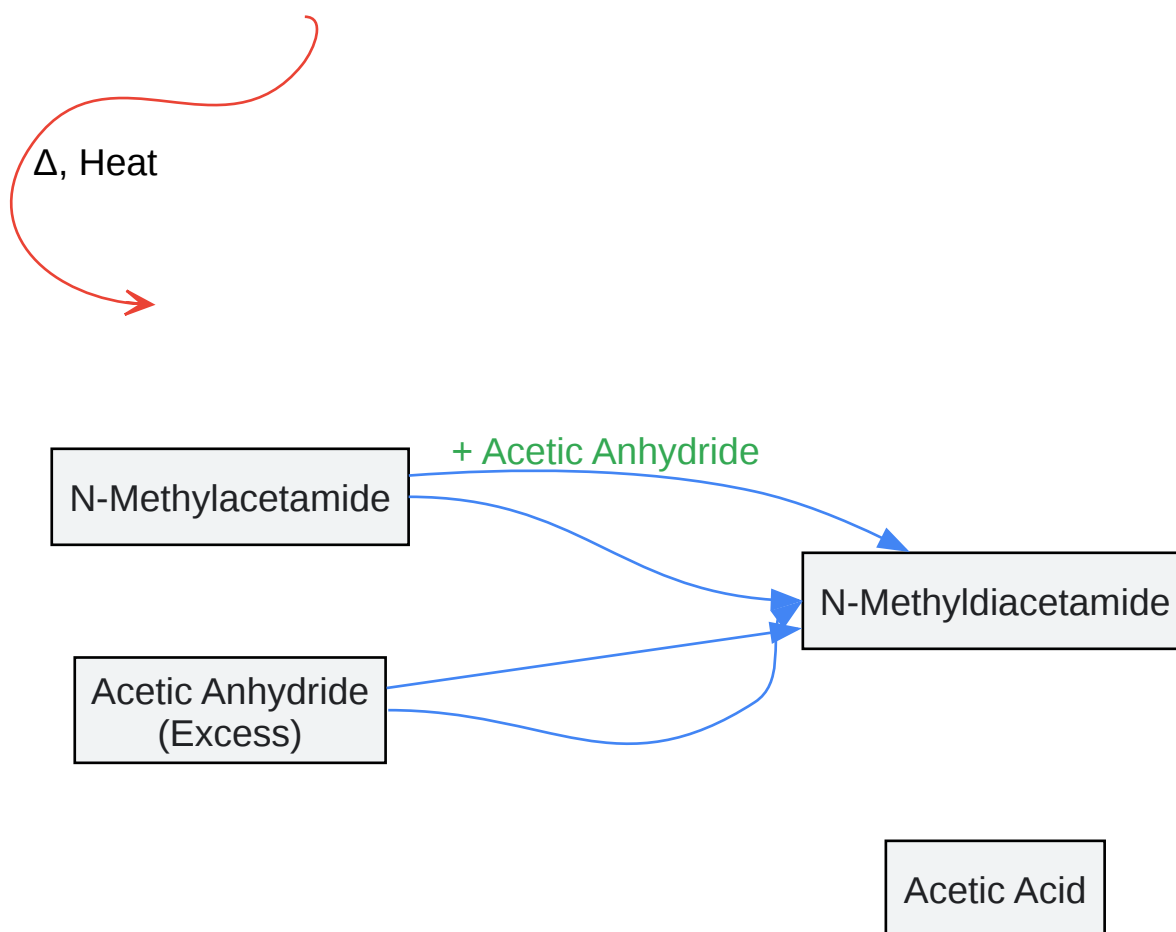 Δ, Heat
+ Acetic Anhydride
N-Methylacetamide
N-Methyldiacetamide
Acetic Anhydride
(Excess)
Acetic Acid